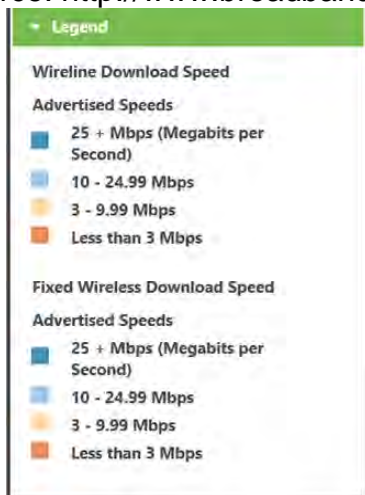 Legend
Wireline Download Speed
Advertised Speeds
25 + Mbps (Megabits per
Second)
10 - 24.99 Mbps
3 - 9.99 Mbps
Less than 3 Mbps
Fixed Wireless Download Speed
Advertised Speeds
25 + Mbps (Megabits per
Second)
10 - 24.99 Mbps
3 - 9.99 Mbps
Less than 3 Mbps